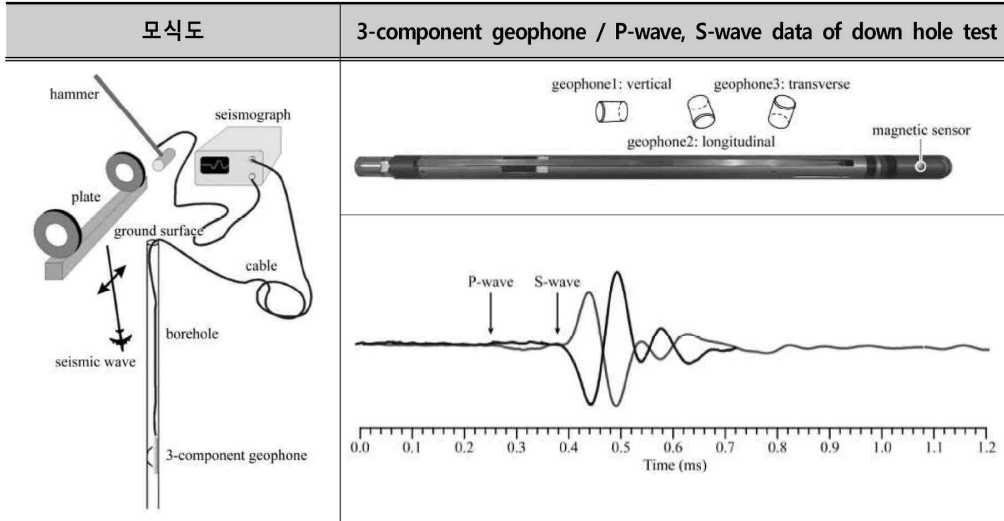 모식도
3-component geophone / P-wave, S-wave data of down hole test
hammer
seismograph
plate
ground surface
cable
borehole
seismic wave
3-component geophone
geophone1: vertical
geophone3: transverse
geophone2: longitudinal
magnetic sensor
P-wave
S-wave
0.0 0.1 0.2 0.3 0.4 0.5 0.6 0.7 0.8 0.9 1.0 1.1 1.2
Time (ms)